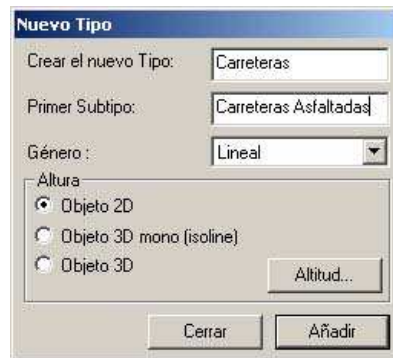 Nuevo Tipo
Crear el nuevo Tipo: Carreteras
Primer Subtipo: Carreteras Asfaltadas
Género : Lineal
Altura
Objeto 2D
Objeto 3D mono (isoline)
Objeto 3D
Altitud...
Cerrar Añadir